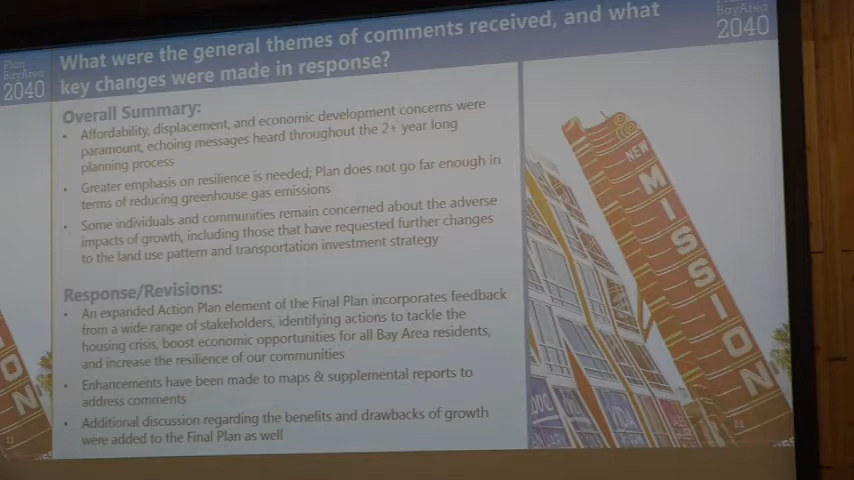 Plan
BayArea
2040
What were the general themes of comments received, and what
key changes were made in response?
BayArea
2040
Overall Summary:
• Affordability, displacement, and economic development concerns were
paramount, echoing messages heard throughout the 2+ year long
planning process
• Greater emphasis on resilience is needed; Plan does not go far enough in
terms of reducing greenhouse gas emissions
• Some individuals and communities remain concerned about the adverse
impacts of growth, including those that have requested further changes
to the land use pattern and transportation investment strategy
Response/Revisions:
• An expanded Action Plan element of the Final Plan incorporates feedback
from a wide range of stakeholders, identifying actions to tackle the
housing crisis, boost economic opportunities for all Bay Area residents,
and increase the resilience of our communities
• Enhancements have been made to maps & supplemental reports to
address comments
• Additional discussion regarding the benefits and drawbacks of growth
were added to the Final Plan as well
NEW
MISSION
ON
11
11